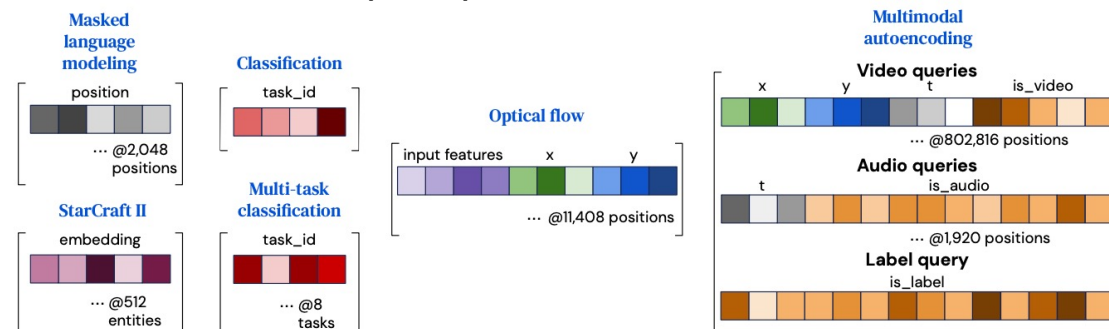 Masked
language
modeling
position
... @2,048
positions
StarCraft II
embedding
... @512
entities
Classification
task_id
Multi-task
classification
task_id
... @8
tasks
Optical flow
input features x y
... @11,408 positions
Multimodal
autoencoding
Video queries
x y t is_video
... @802,816 positions
Audio queries
t is_audio
... @1,920 positions
Label query
is_label